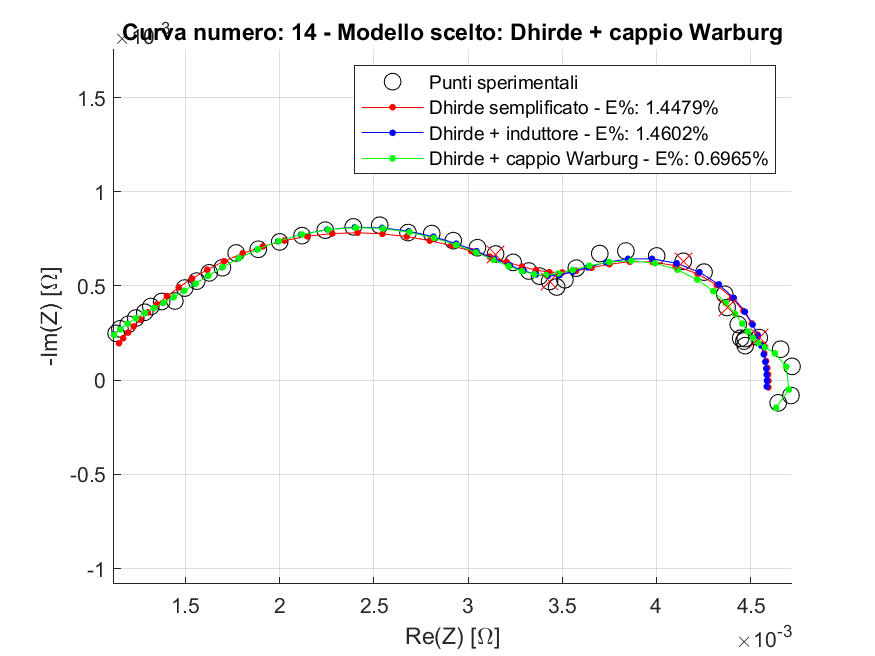 Curva numero: 14 - Modello scelto: Dhirde + cappio Warburg
×10-3
Punti sperimentali
Dhirde semplificato - E%: 1.4479%
Dhirde + induttore - E%: 1.4602%
Dhirde + cappio Warburg - E%: 0.6965%
1.5
1
0.5
0
-0.5
-1
-Im(Z) [Ω]
1.5 2 2.5 3 3.5 4 4.5
Re(Z) [Ω]
×10-3